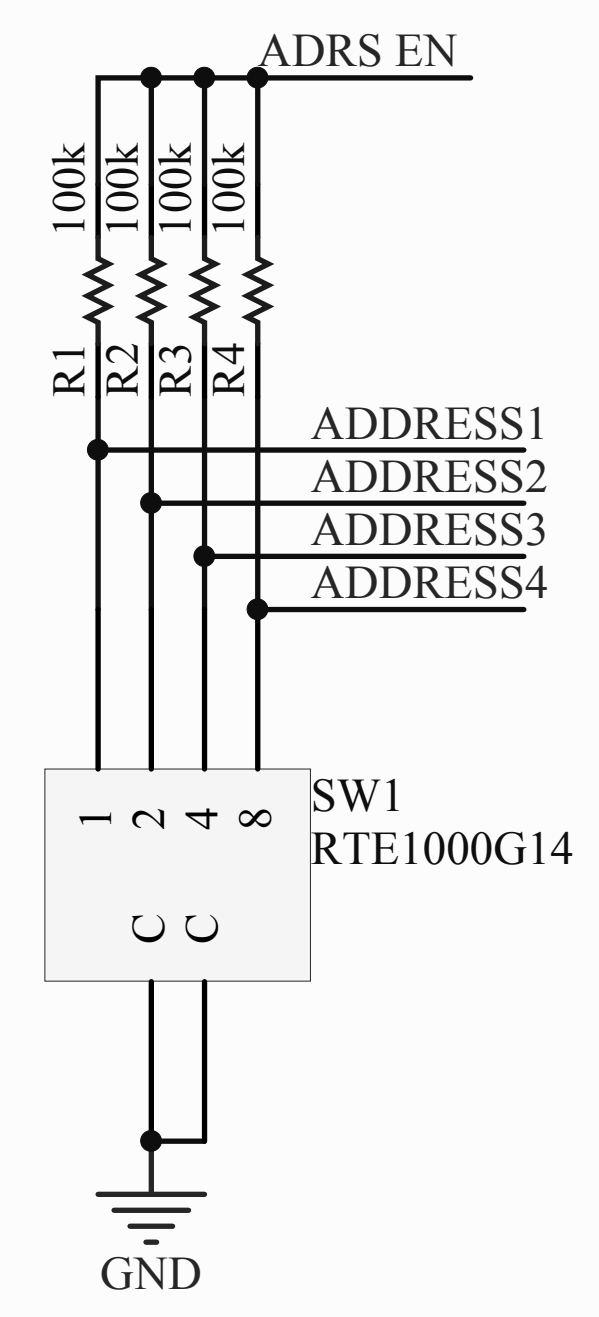 ADRS EN
100k
100k
100k
100k
R1
R2
R3
R4
ADDRESS1
ADDRESS2
ADDRESS3
ADDRESS4
SW1
RTE1000G14
1
2
4
8
C
C
GND